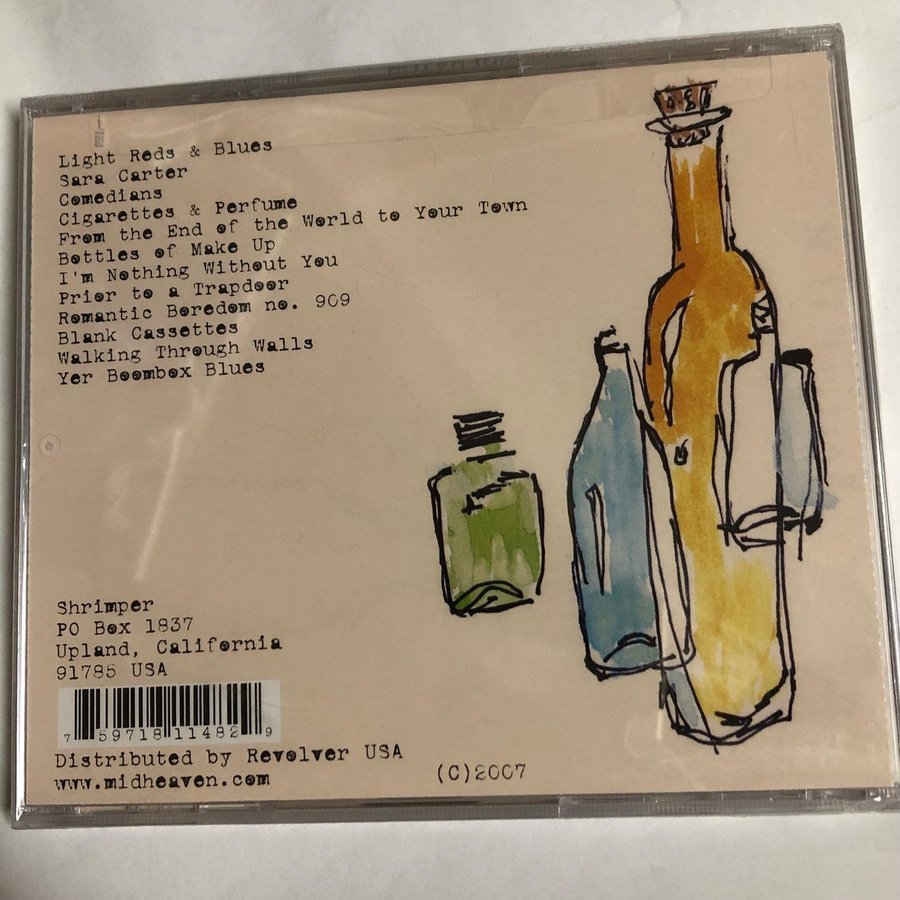 Light Reds & Blues
Sara Carter
Comedians
Cigarettes & Perfume
From the End of the World to Your Town
Bottles of Make Up
I'm Nothing Without You
Prior to a Trapdoor
Romantic Boredom no. 909
Blank Cassettes
Walking Through Walls
Yer Boombox Blues
Shrimper
PO Box 1837
Upland, California
91785 USA
7 59718 11482 9
Distributed by Revolver USA
www.midheaven.com
(C)2007